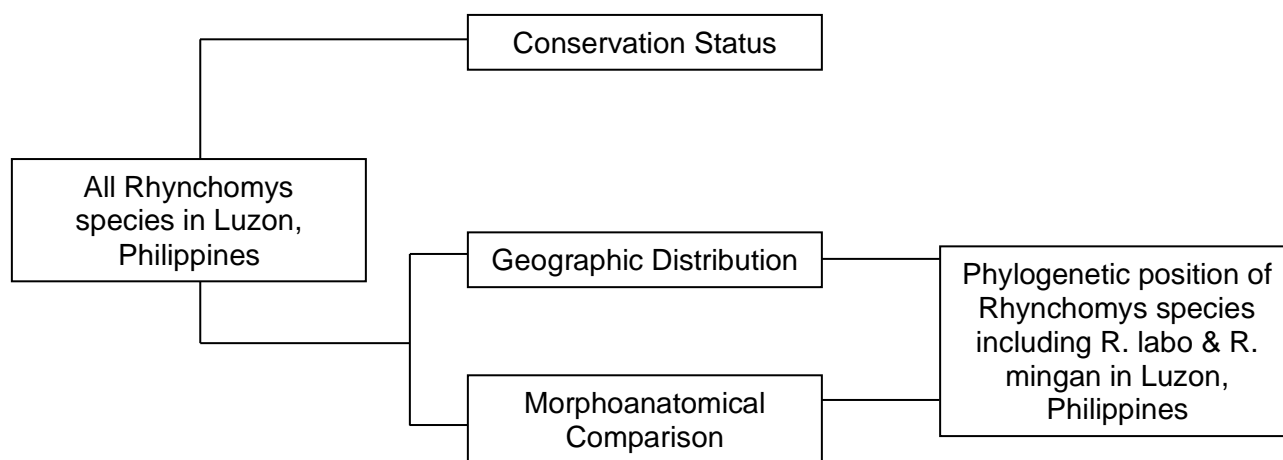 Conservation Status
All Rhynchomys
species in Luzon,
Philippines
Geographic Distribution
Morphoanatomical
Comparison
Phylogenetic position of
Rhynchomys species
including R. labo & R.
mingan in Luzon,
Philippines